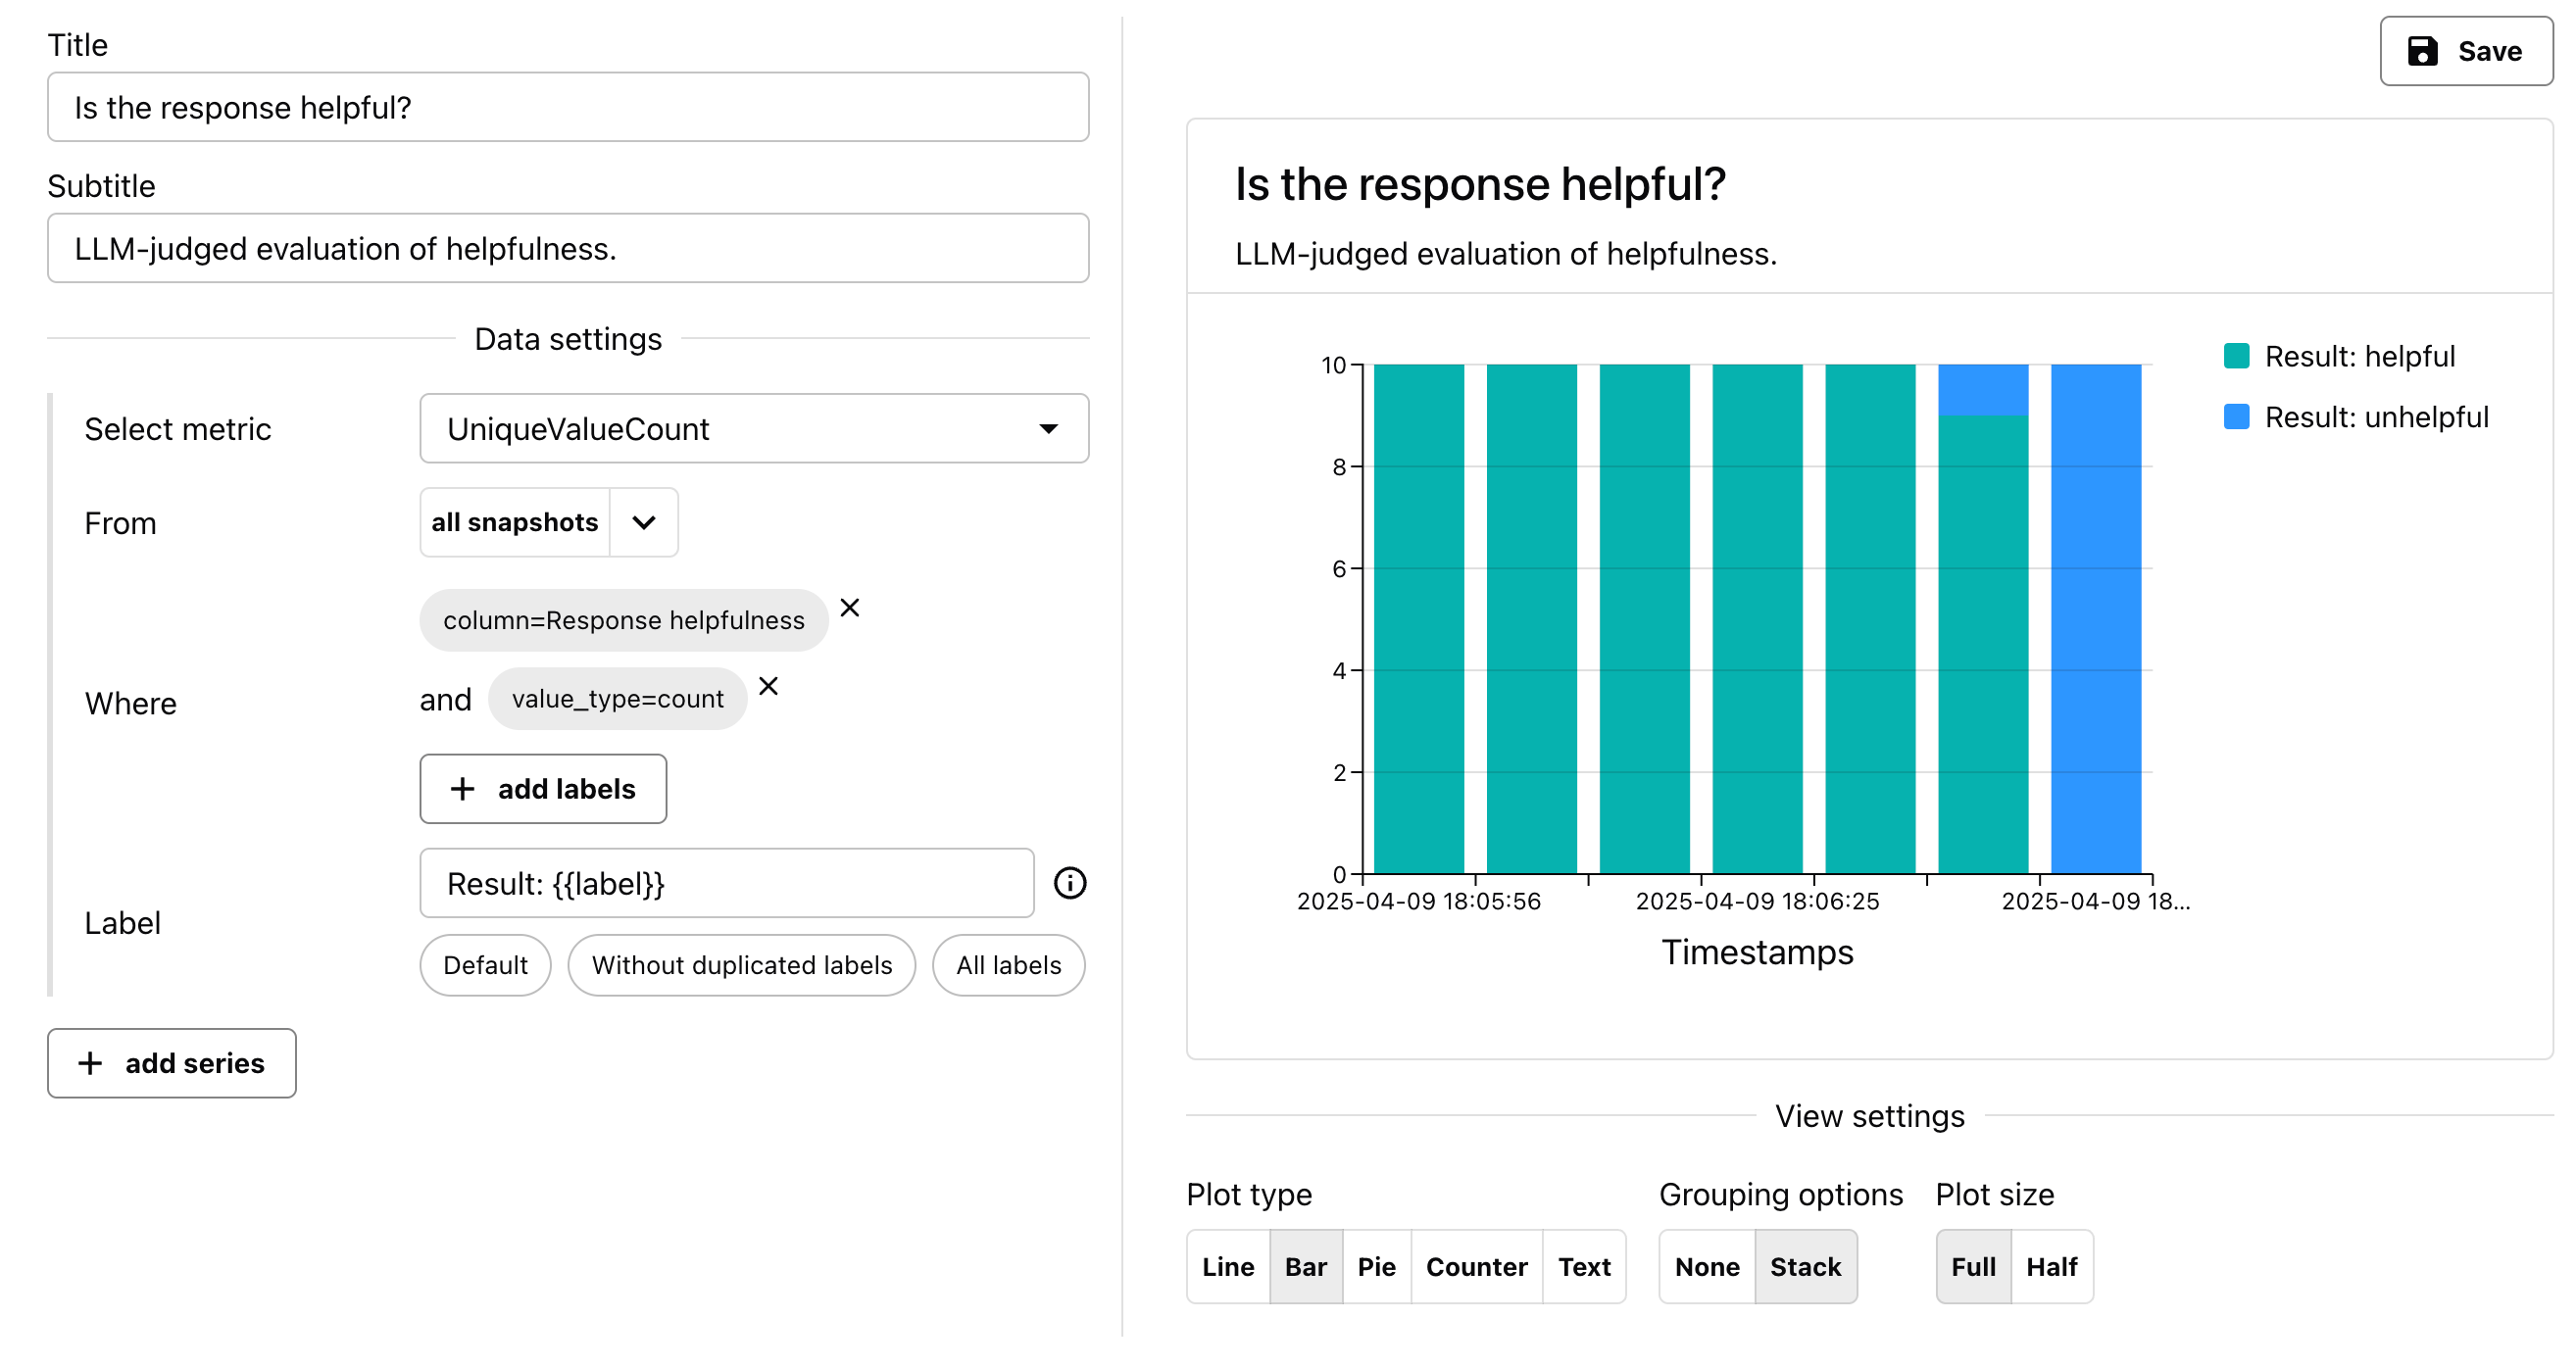 Title
Is the response helpful?
Subtitle
LLM-judged evaluation of helpfulness.
Data settings
Select metric
UniqueValueCount
From
all snapshots
Where
column=Response helpfulness
and value_type=count
add labels
Label
Result: {{label}}
Default
Without duplicated labels
All labels
add series
Save
Is the response helpful?
LLM-judged evaluation of helpfulness.
10
8
6
4
2
0
2025-04-09 18:05:56
2025-04-09 18:06:25
2025-04-09 18...
Timestamps
Result: helpful
Result: unhelpful
View settings
Plot type
Line
Bar
Pie
Counter
Text
Grouping options
None
Stack
Plot size
Full
Half